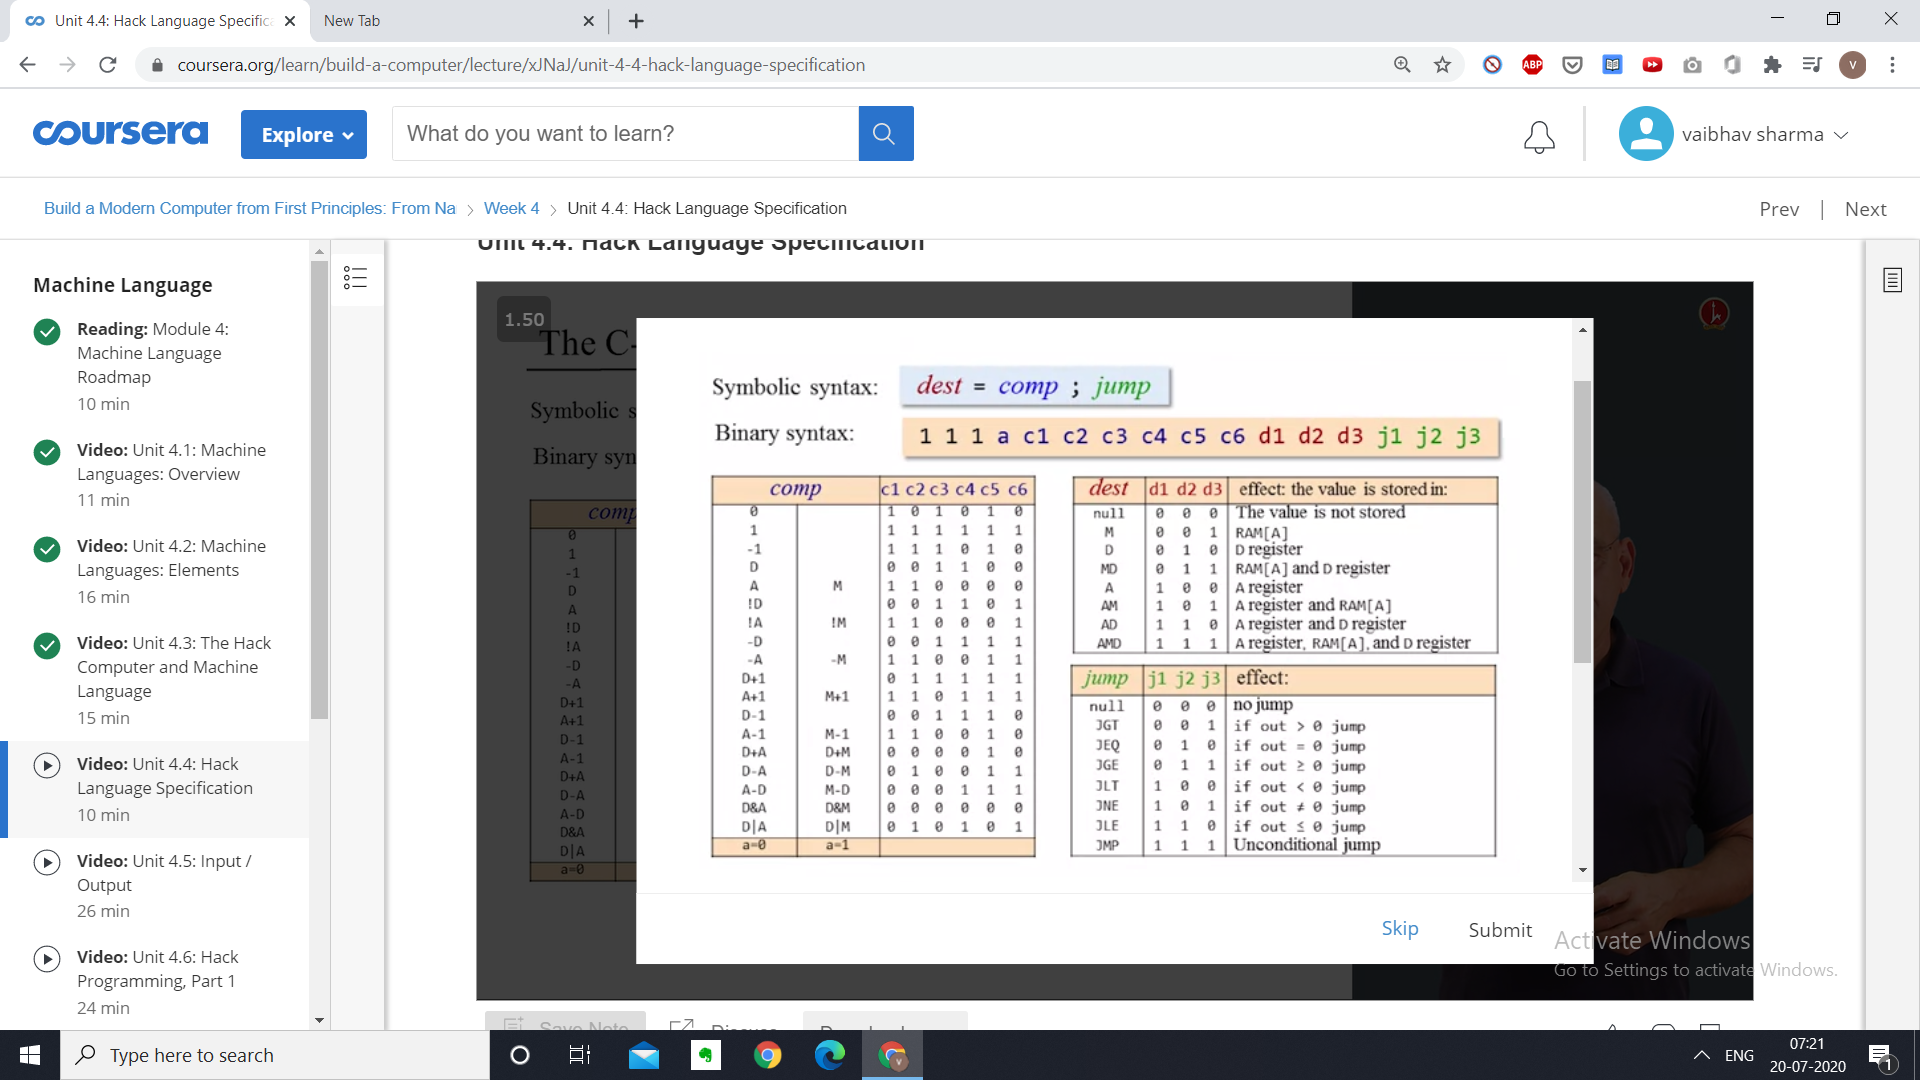 Unit 4.4: Hack Language Specific
New Tab
coursera.org/learn/build-a-computer/lecture/xJNaJ/unit-4-4-hack-language-specification
ABP
V
coursera
Explore
What do you want to learn?
vaibhav sharma
Build a Modern Computer from First Principles: From Na
Week 4
Unit 4.4: Hack Language Specification
Prev | Next
Machine Language
Reading: Module 4:
Machine Language
Roadmap
10 min
Video: Unit 4.1: Machine
Languages: Overview
11 min
Video: Unit 4.2: Machine
Languages: Elements
16 min
Video: Unit 4.3: The Hack
Computer and Machine
Language
15 min
Video: Unit 4.4: Hack
Language Specification
10 min
Video: Unit 4.5: Input /
Output
26 min
Video: Unit 4.6: Hack
Programming, Part 1
24 min
Unit 4.4: Hack Language Specification
1.50
The C-
Symbolic s
Binary syn
comp
0
1
-1
D
A
!D
!A
-D
-A
D+1
A+1
D-1
A-1
D+A
D-A
A-D
D&A
D|A
a=0
Symbolic syntax: dest = comp ; jump
Binary syntax: 1 1 1 a c1 c2 c3 c4 c5 c6 d1 d2 d3 j1 j2 j3
comp c1 c2 c3 c4 c5 c6
0 1 0 1 0 1 0
1 1 1 1 1 1 1
-1 1 1 1 0 1 0
D 0 0 1 1 0 0
A M 1 1 0 0 0 0
!D 0 0 1 1 0 1
!A !M 1 1 0 0 0 1
-D 0 0 1 1 1 1
-A -M 1 1 0 0 1 1
D+1 0 1 1 1 1 1
A+1 M+1 1 1 0 1 1 1
D-1 0 0 1 1 1 0
A-1 M-1 1 1 0 0 1 0
D+A D+M 0 0 0 0 1 0
D-A D-M 0 1 0 0 1 1
A-D M-D 0 0 0 1 1 1
D&A D&M 0 0 0 0 0 0
D|A D|M 0 1 0 1 0 1
a=0 a=1
dest d1 d2 d3 effect: the value is stored in:
null 0 0 0 The value is not stored
M 0 0 1 RAM[A]
D 0 1 0 D register
MD 0 1 1 RAM[A] and D register
A 1 0 0 A register
AM 1 0 1 A register and RAM[A]
AD 1 1 0 A register and D register
AMD 1 1 1 A register, RAM[A], and D register
jump j1 j2 j3 effect:
null 0 0 0 no jump
JGT 0 0 1 if out > 0 jump
JEQ 0 1 0 if out = 0 jump
JGE 0 1 1 if out ≥ 0 jump
JLT 1 0 0 if out < 0 jump
JNE 1 0 1 if out ≠ 0 jump
JLE 1 1 0 if out ≤ 0 jump
JMP 1 1 1 Unconditional jump
Skip
Submit
Activate Windows
Go to Settings to activate Windows.
Save Note
Discuss
Type here to search
ENG
07:21
20-07-2020
1